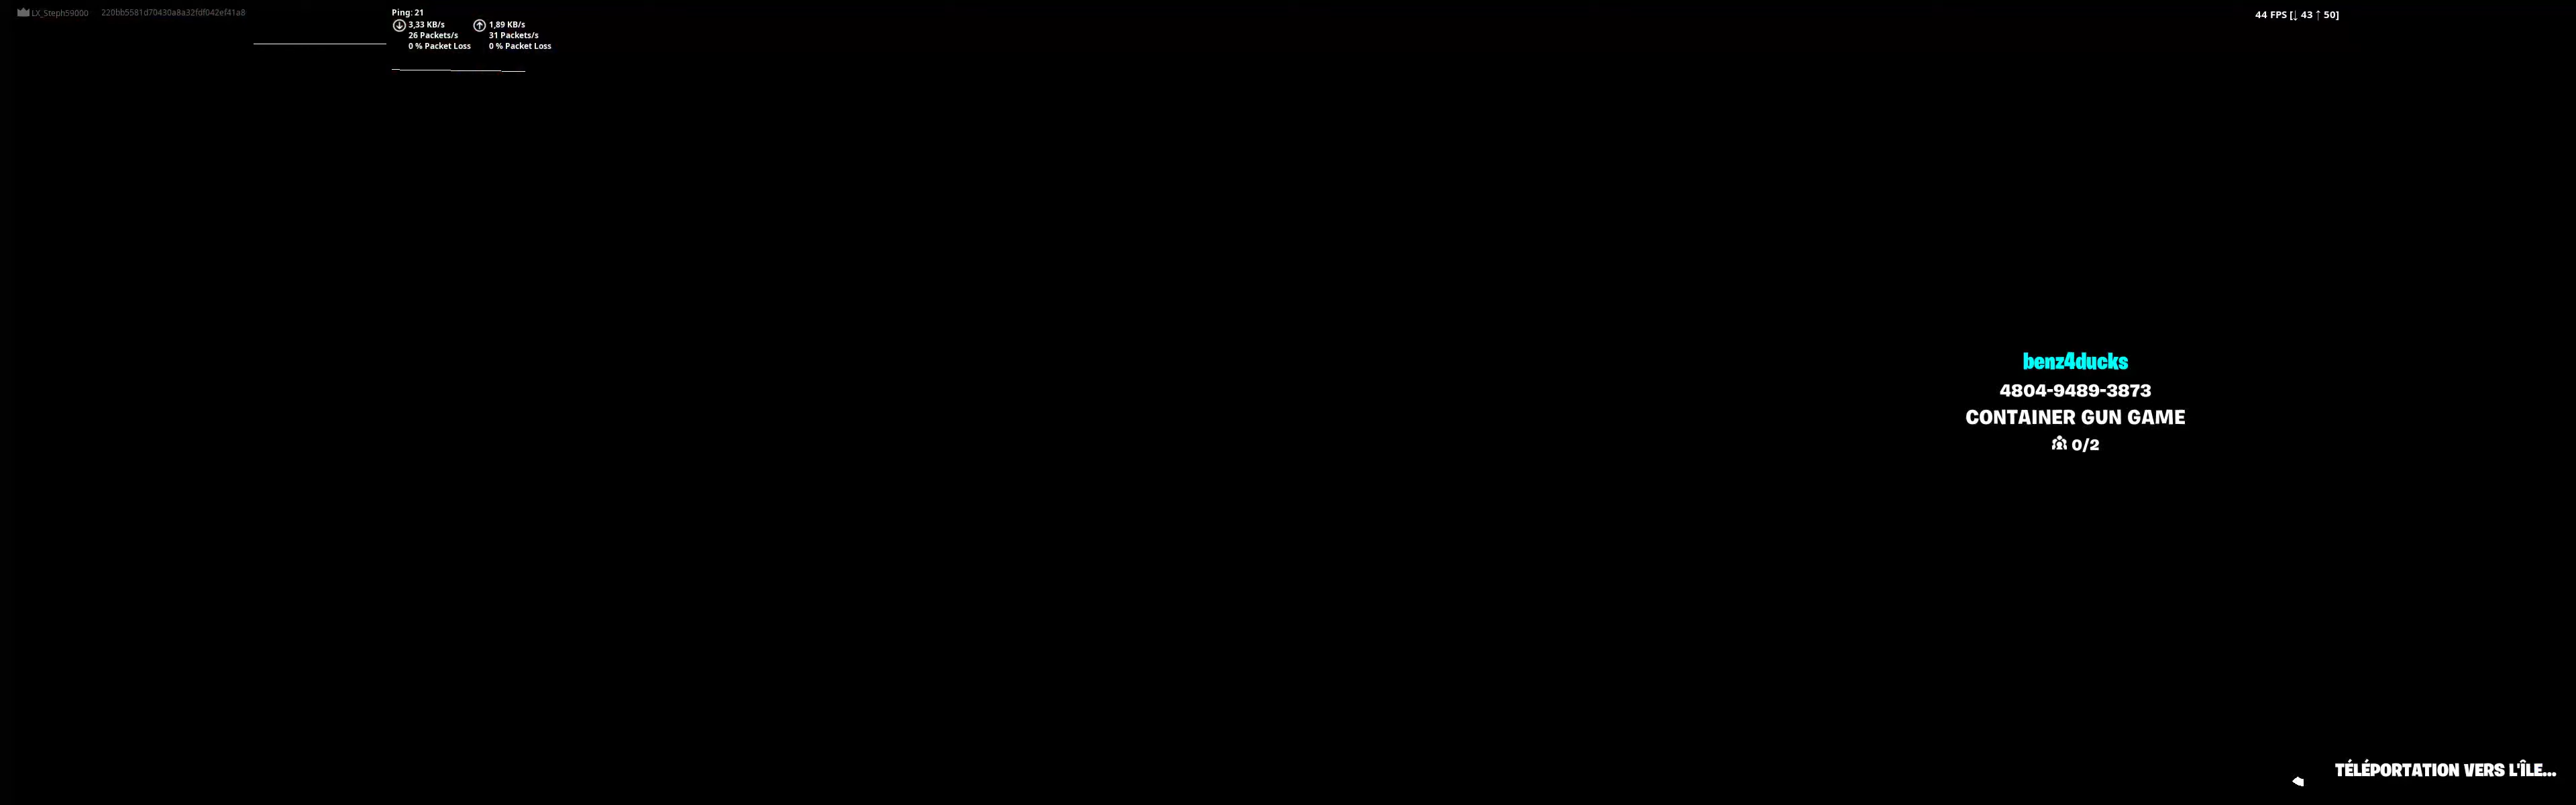 LX_Steph59000 220bb5581d70430a8a32fdf042ef41a8
Ping: 21
3,33 KB/s 1,89 KB/s
26 Packets/s 31 Packets/s
0 % Packet Loss 0 % Packet Loss
44 FPS [↓ 43 ↑ 50]
benz4ducks
4804-9489-3873
CONTAINER GUN GAME
0/2
TÉLÉPORTATION VERS L'ÎLE...